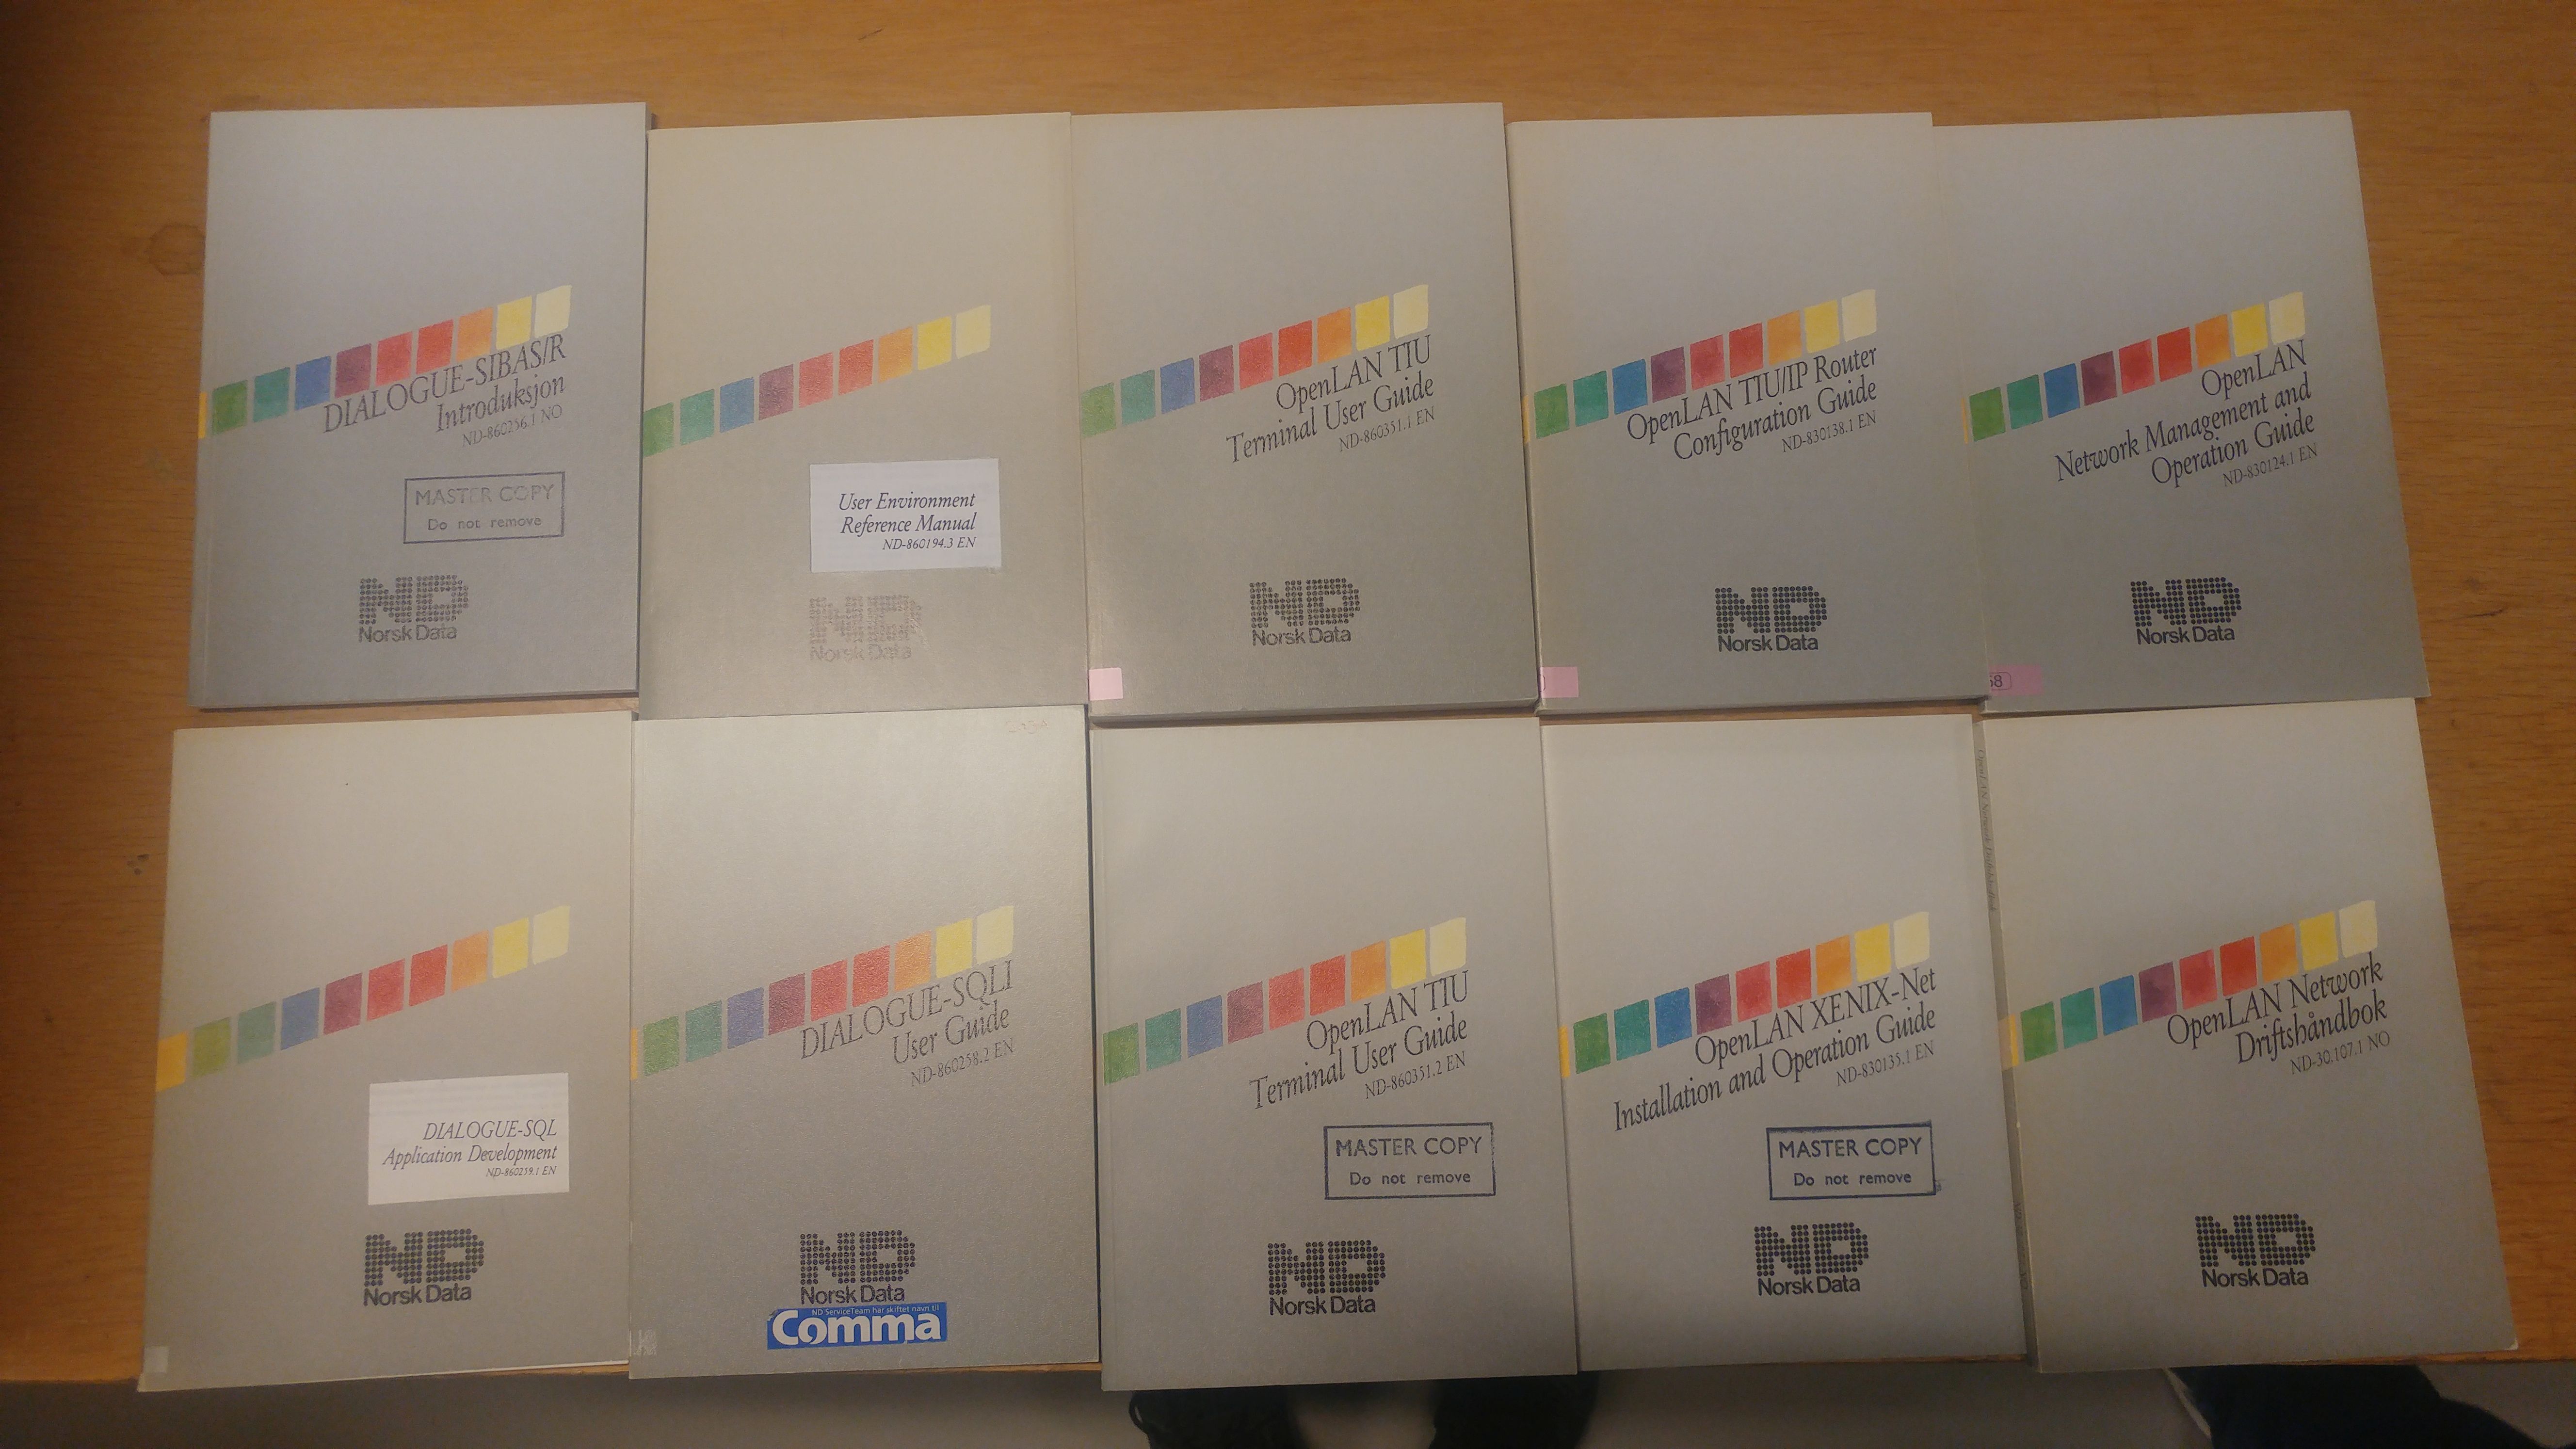 DIALOGUE-SIBAS/R
Introduksjon
ND-860256.1 NO
MASTER COPY
Do not remove
ND
Norsk Data
User Environment
Reference Manual
ND-860194.3 EN
ND
Norsk Data
OpenLAN TIU
Terminal User Guide
ND-860351.1 EN
ND
Norsk Data
OpenLAN TIU/IP Router
Configuration Guide
ND-830138.1 EN
ND
Norsk Data
OpenLAN
Network Management and
Operation Guide
ND-830124.1 EN
ND
Norsk Data
58
DIALOGUE-SQL
Application Development
ND-860259.1 EN
ND
Norsk Data
DIALOGUE-SQLI
User Guide
ND-860258.2 EN
ND
Norsk Data
ND ServiceTeam har skiftet navn til
Comma
OpenLAN TIU
Terminal User Guide
ND-860351.2 EN
MASTER COPY
Do not remove
ND
Norsk Data
OpenLAN XENIX-Net
Installation and Operation Guide
ND-830135.1 EN
MASTER COPY
Do not remove
ND
Norsk Data
OpenLAN Network Driftshåndbok
OpenLAN Network
Driftshåndbok
ND-30.107.1 NO
ND
Norsk Data